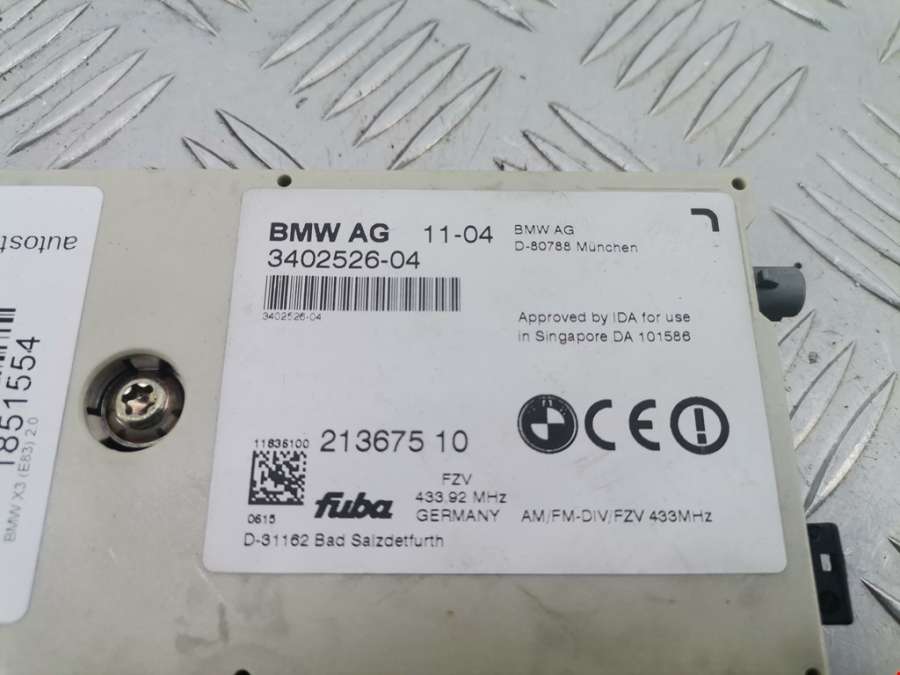 BMW AG 11-04
3402526-04
3402526-04
BMW AG
D-80788 München
Approved by IDA for use
in Singapore DA 101586
CE
11636100
213675 10
FZV
433.92 MHz
0615
fuba
GERMANY
AM/FM-DIV/FZV 433MHz
D-31162 Bad Salzdetfurth
1851554
BMW X3 (E83) 2.0